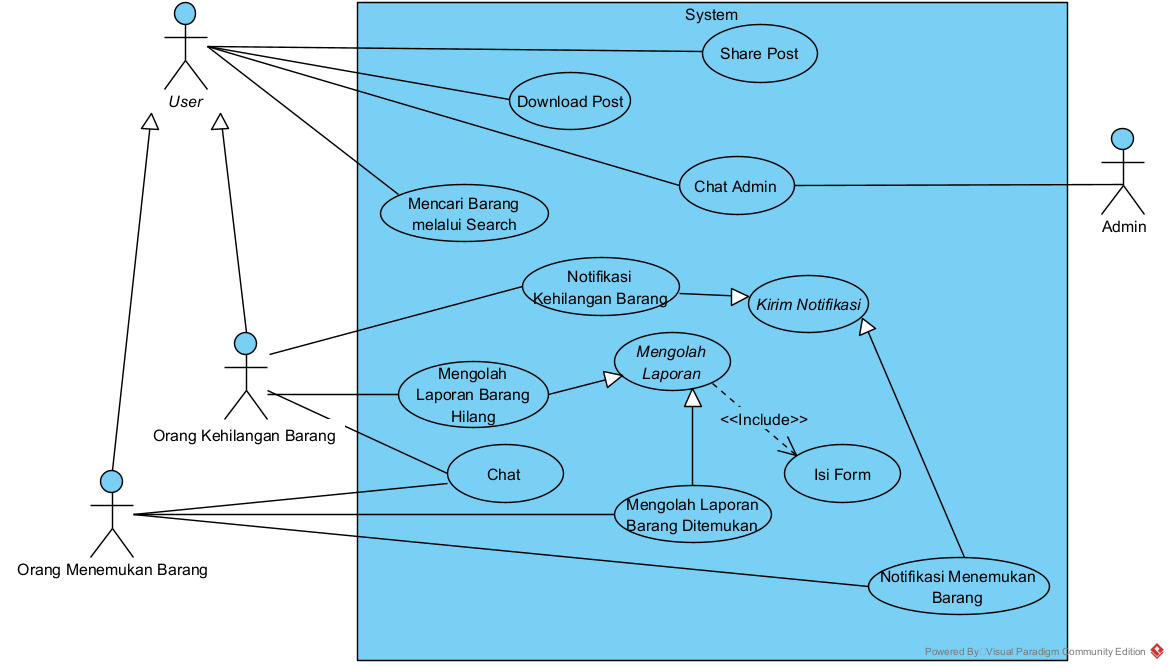 System
Share Post
User
Download Post
Chat Admin
Mencari Barang
melalui Search
Admin
Notifikasi
Kehilangan Barang
Kirim Notifikasi
Mengolah
Laporan
Mengolah
Laporan Barang
Hilang
<<Include>>
Orang Kehilangan Barang
Chat
Isi Form
Mengolah Laporan
Barang Ditemukan
Orang Menemukan Barang
Notifikasi Menemukan
Barang
Powered By Visual Paradigm Community Edition